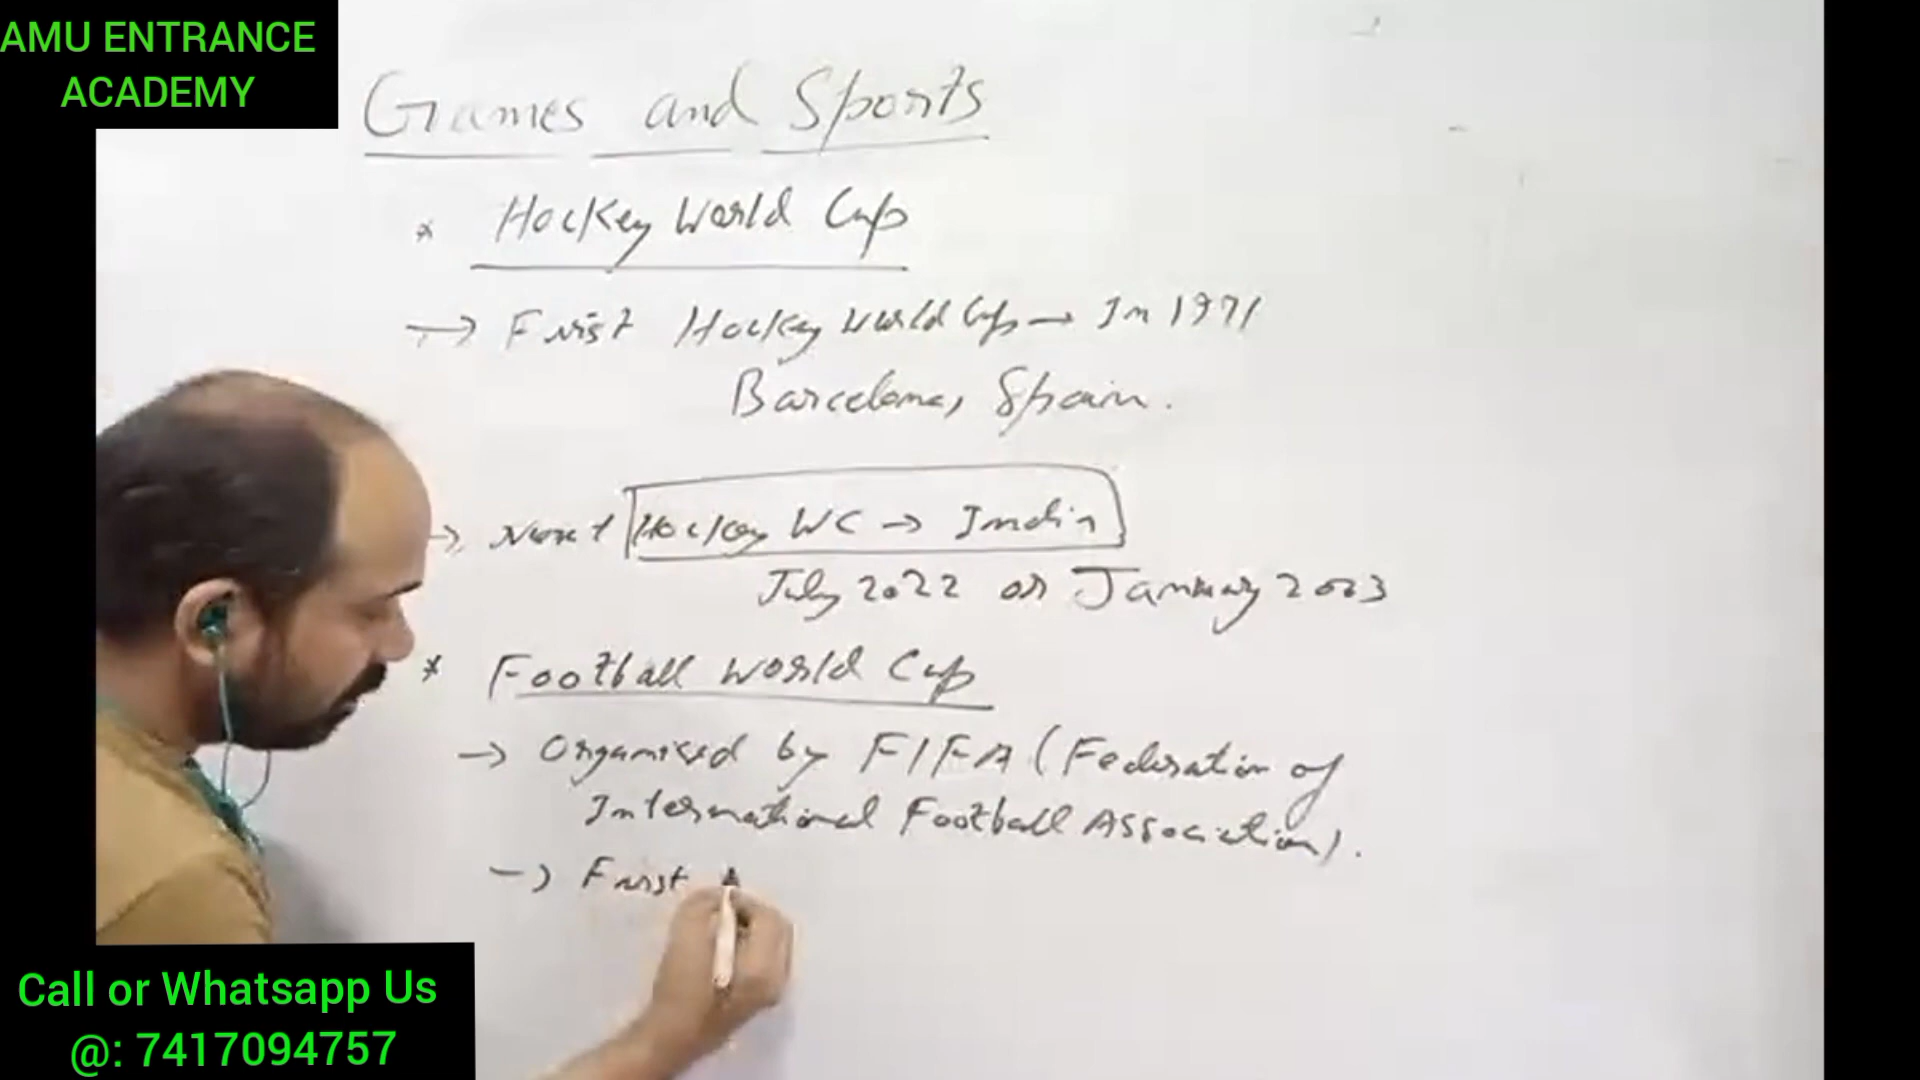 AMU ENTRANCE
ACADEMY
Games and Sports
* Hockey World Cup
→ First Hockey World Cup → In 1971
Barcelona, Spain.
→ Next Hockey WC → India
July 2022 or January 2023
* Football World Cup
→ Organised by FIFA (Federation of
International Football Association).
→ First
Call or Whatsapp Us
@: 7417094757